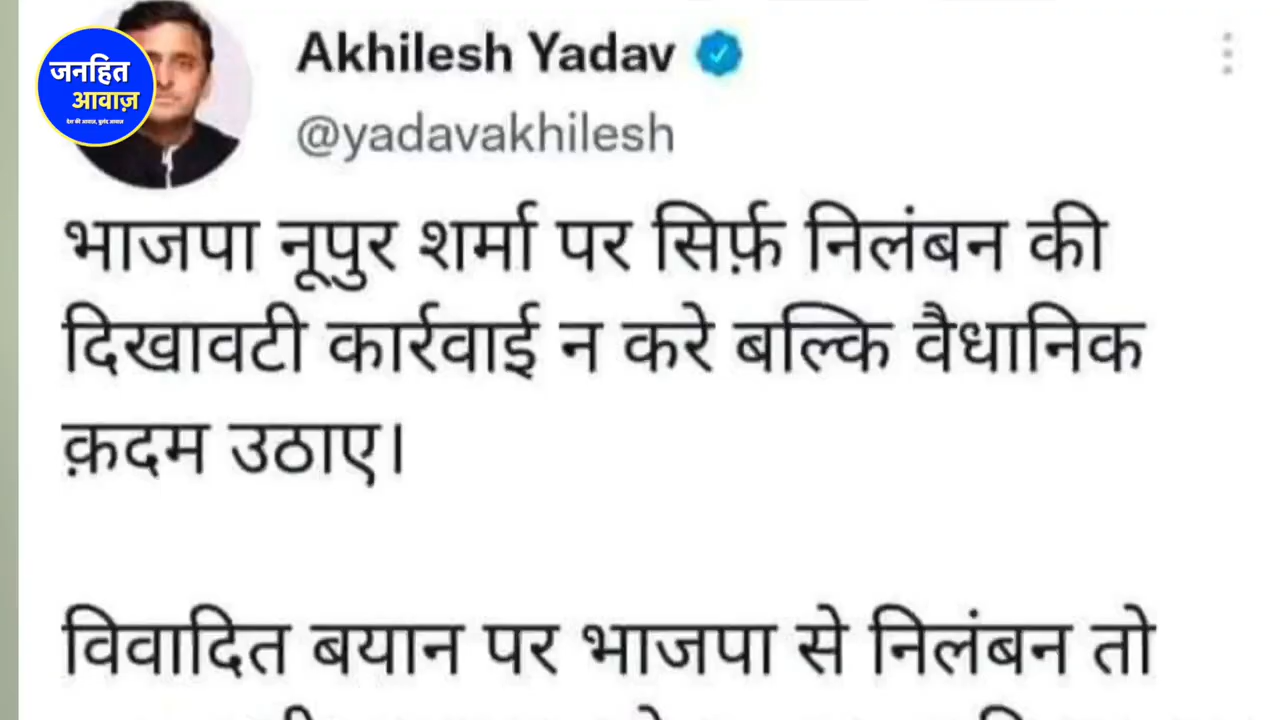 जनहित
आवाज़
Akhilesh Yadav
@yadavakhilesh
भाजपा नूपुर शर्मा पर सिर्फ़ निलंबन की
दिखावटी कार्रवाई न करे बल्कि वैधानिक
क़दम उठाए।
विवादित बयान पर भाजपा से निलंबन तो